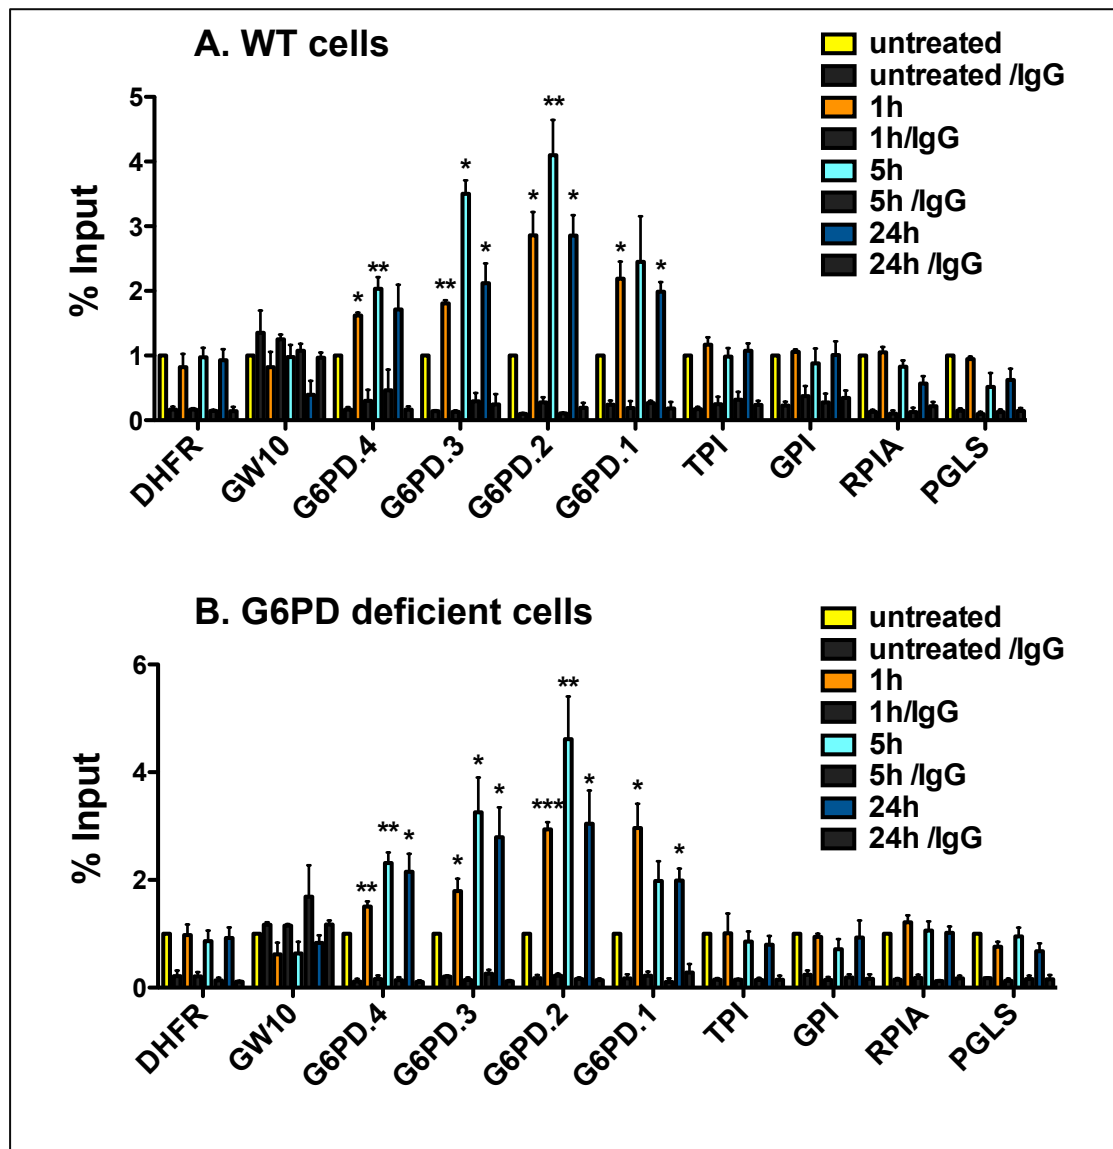 A. WT cells
untreated
untreated /IgG
1h
1h/IgG
5h
5h /IgG
24h
24h /IgG
% Input
5
4
3
2
1
0
* ** ** * * * ** * * *
DHFR GW10 G6PD.4 G6PD.3 G6PD.2 G6PD.1 TPI GPI RPIA PGLS
B. G6PD deficient cells
untreated
untreated /IgG
1h
1h/IgG
5h
5h /IgG
24h
24h /IgG
% Input
6
4
2
0
** ** * * * * *** ** * * *
DHFR GW10 G6PD.4 G6PD.3 G6PD.2 G6PD.1 TPI GPI RPIA PGLS